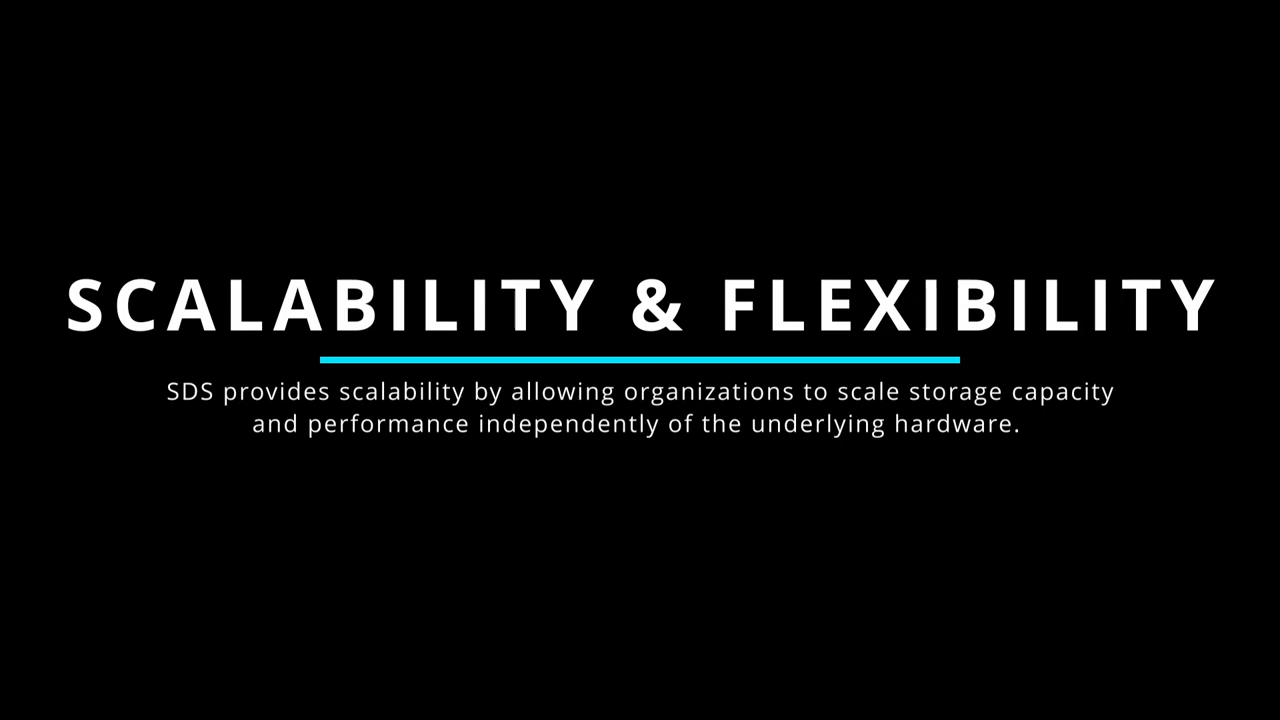 SCALABILITY & FLEXIBILITY
SDS provides scalability by allowing organizations to scale storage capacity
and performance independently of the underlying hardware.